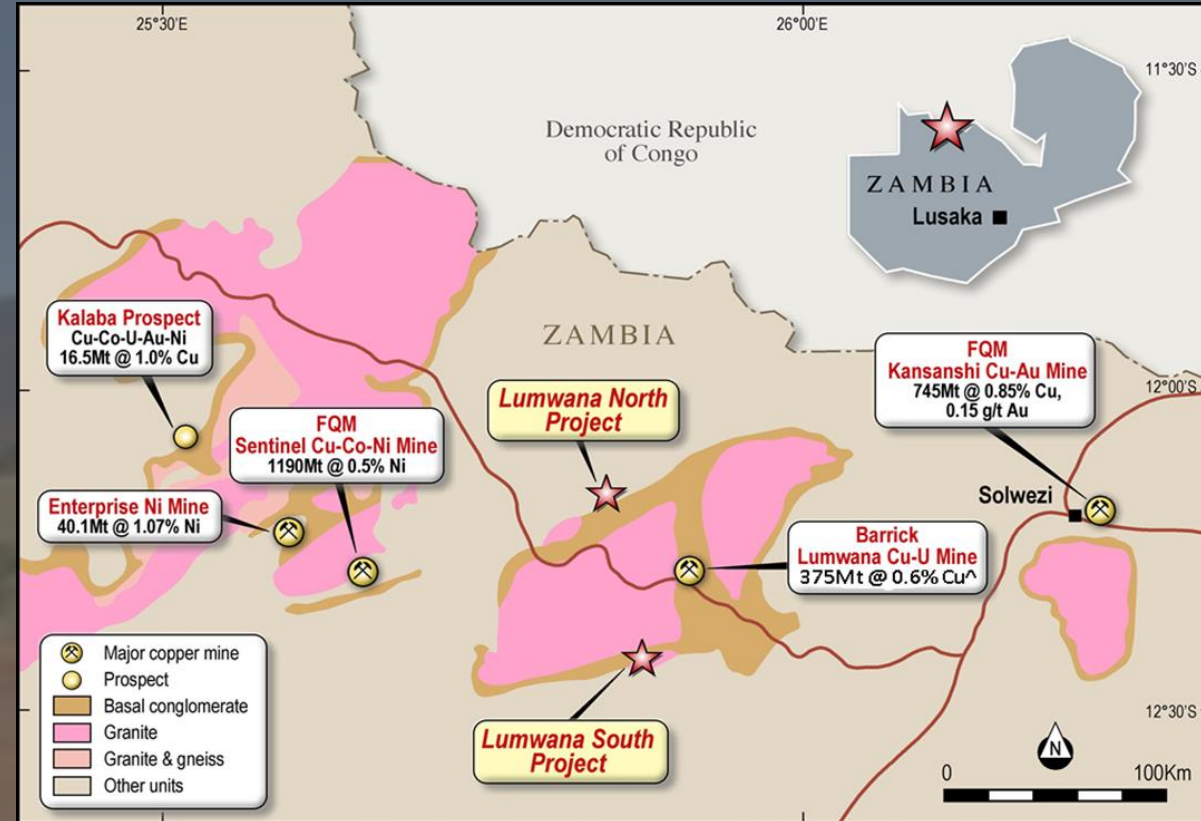 25°30'E
26°00'E
11°30'S
Democratic Republic
of Congo
ZAMBIA
Lusaka
Kalaba Prospect
Cu-Co-U-Au-Ni
16.5Mt @ 1.0% Cu
ZAMBIA
FQM
Kansanshi Cu-Au Mine
745Mt @ 0.85% Cu,
0.15 g/t Au
12°00'S
Lumwana North
Project
FQM
Sentinel Cu-Co-Ni Mine
1190Mt @ 0.5% Ni
Enterprise Ni Mine
40.1Mt @ 1.07% Ni
Solwezi
Barrick
Lumwana Cu-U Mine
375Mt @ 0.6% Cu^
Major copper mine
Prospect
Basal conglomerate
Granite
Granite & gneiss
Other units
Lumwana South
Project
12°30'S
N
0
100Km